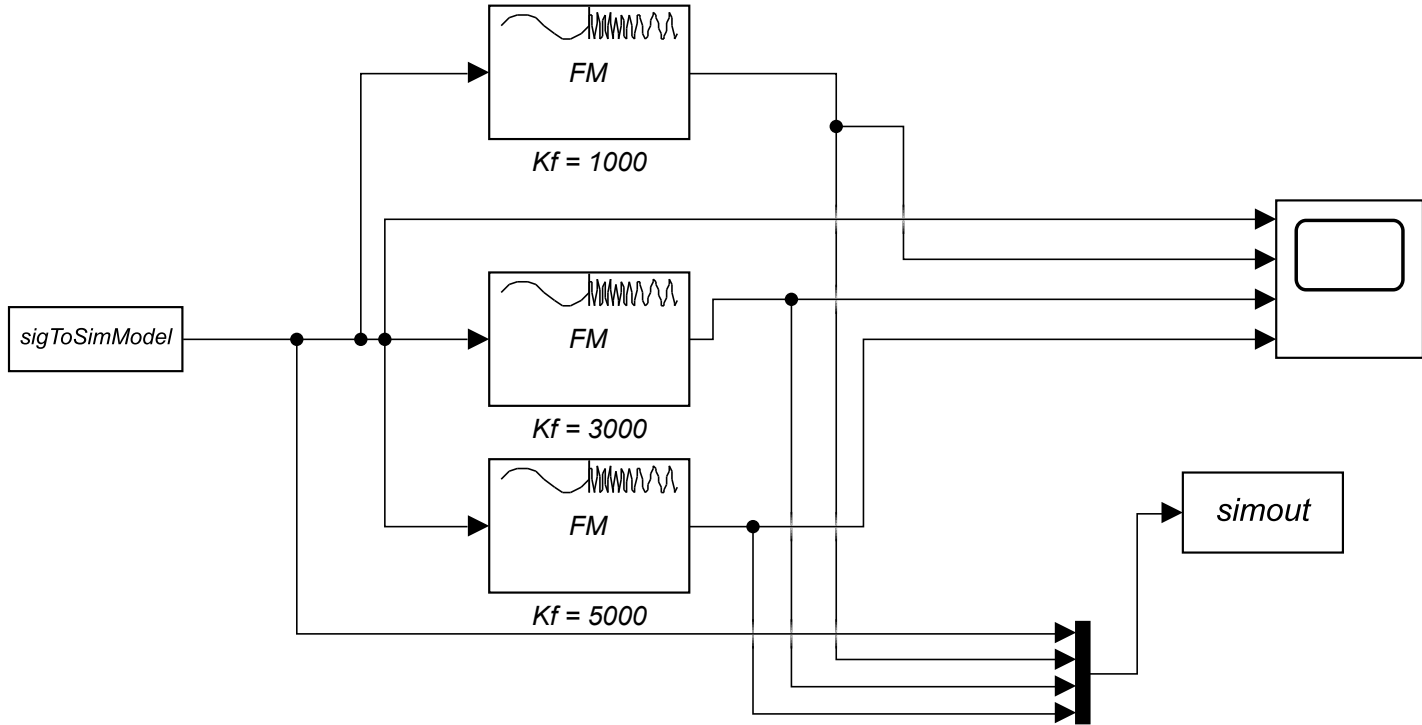 FM
Kf = 1000
sigToSimModel
FM
Kf = 3000
FM
Kf = 5000
simout